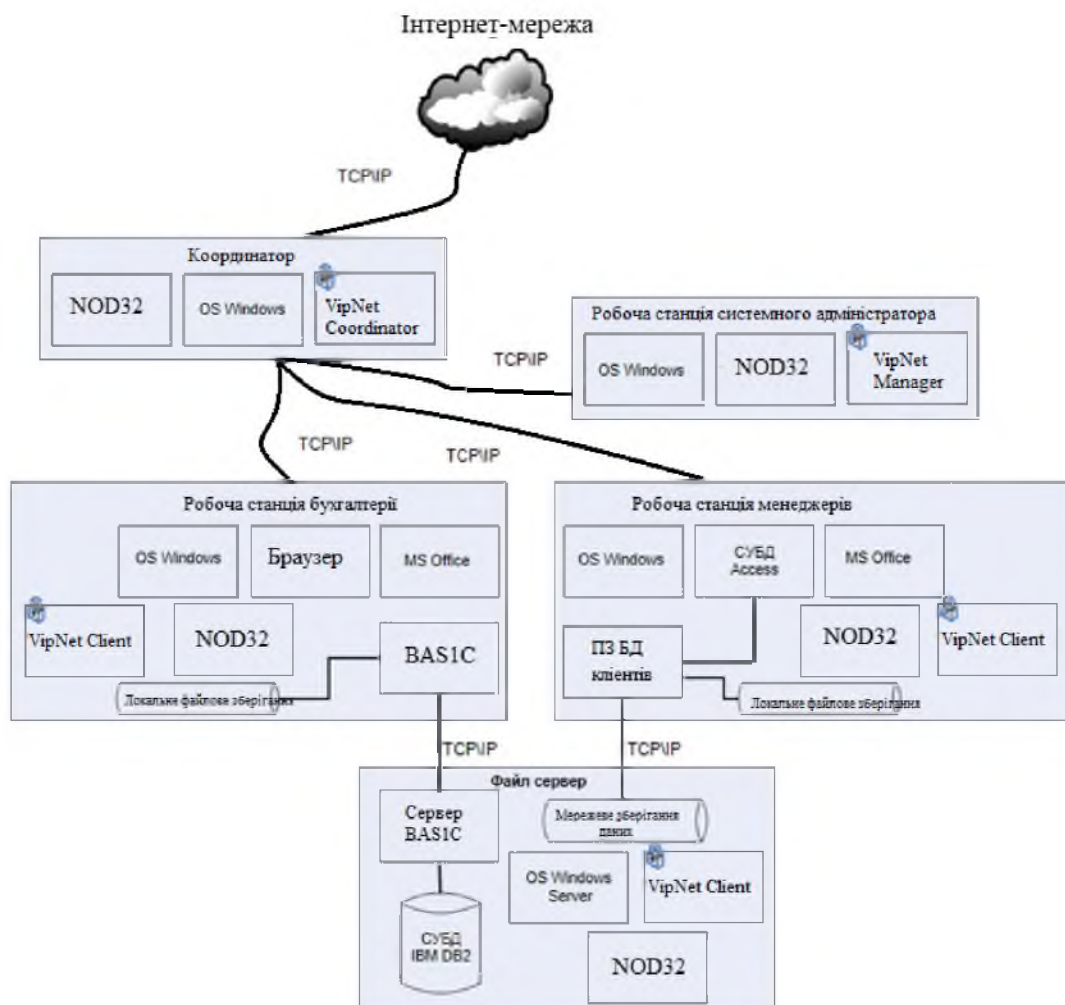 Інтернет-мережа
TCP\IP
Координатор
NOD32
OS Windows
VipNet
Coordinator
TCP\IP
Робоча станція системного адміністратора
OS Windows
NOD32
VipNet
Manager
TCP\IP
TCP\IP
Робоча станція бухгалтерії
OS Windows
Браузер
MS Office
VipNet Client
NOD32
BAS1C
Локальне файлове зберігання
Робоча станція менеджерів
OS Windows
СУБД
Access
MS Office
NOD32
VipNet Client
ПЗ БД
клієнтів
Локальне файлове зберігання
TCP\IP
TCP\IP
Файл сервер
Сервер
BAS1C
Мережеве зберігання
даних
OS Windows
Server
VipNet Client
СУБД
IBM DB2
NOD32